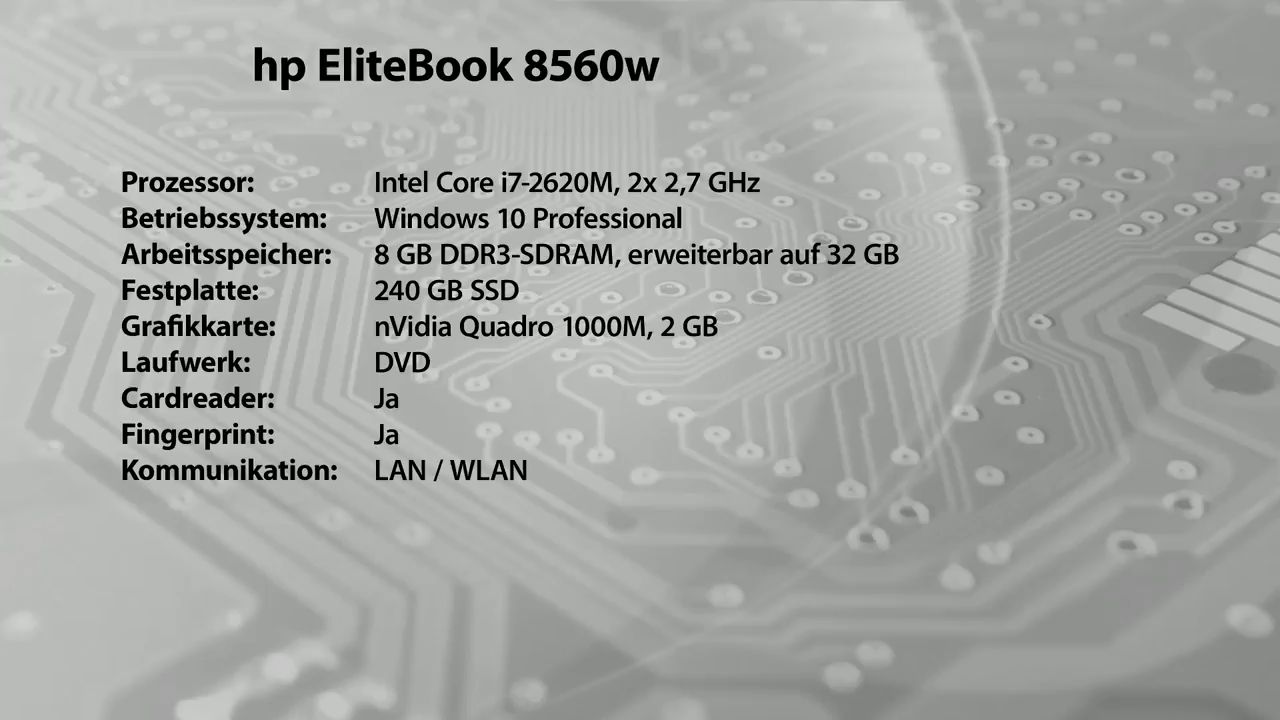 hp EliteBook 8560w
Prozessor: Intel Core i7-2620M, 2x 2,7 GHz
Betriebssystem: Windows 10 Professional
Arbeitsspeicher: 8 GB DDR3-SDRAM, erweiterbar auf 32 GB
Festplatte: 240 GB SSD
Grafikkarte: nVidia Quadro 1000M, 2 GB
Laufwerk: DVD
Cardreader: Ja
Fingerprint: Ja
Kommunikation: LAN / WLAN